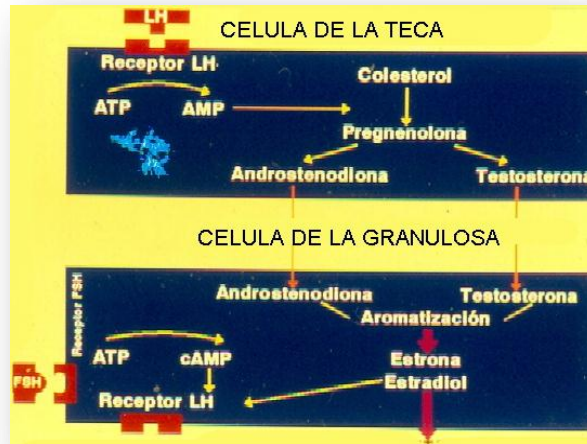 LH
CELULA DE LA TECA
Receptor LH
Colesterol
ATP AMP
Pregnenolona
Androstenodiona Testosterona
CELULA DE LA GRANULOSA
Receptor FSH
Androstenodiona Testosterona
Aromatización
ATP cAMP
Estrona
FSH
Estradiol
Receptor LH